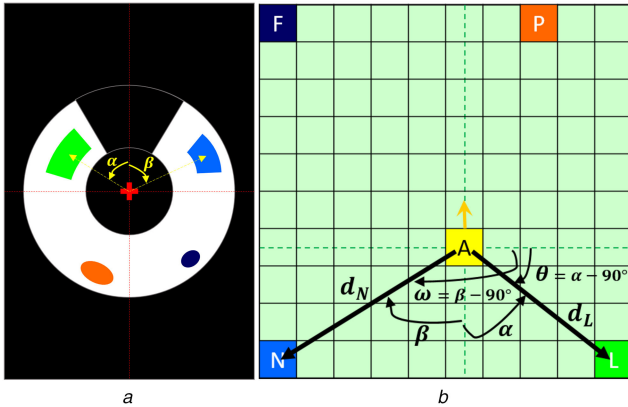 α β
F P
A
d_N ω = β − 90° θ = α − 90°
β α d_L
N L
a b